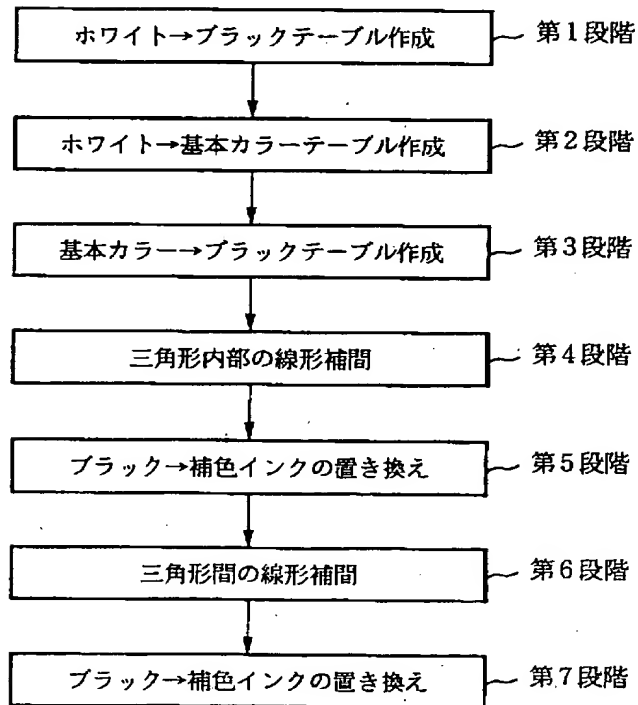 ホワイト→ブラックテーブル作成 第1段階
ホワイト→基本カラーテーブル作成 第2段階
基本カラー→ブラックテーブル作成 第3段階
三角形内部の線形補間 第4段階
ブラック→補色インクの置き換え 第5段階
三角形間の線形補間 第6段階
ブラック→補色インクの置き換え 第7段階